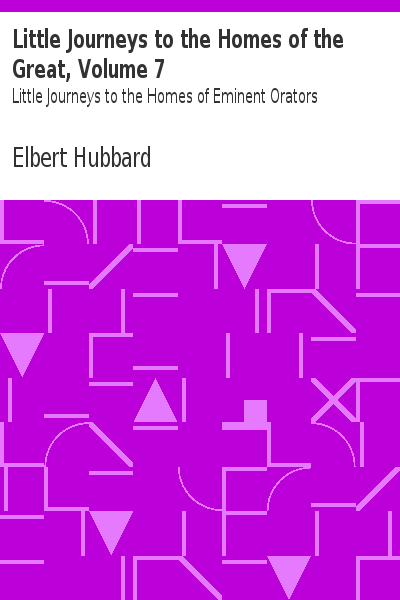 Little Journeys to the Homes of the
Great, Volume 7
Little Journeys to the Homes of Eminent Orators
Elbert Hubbard